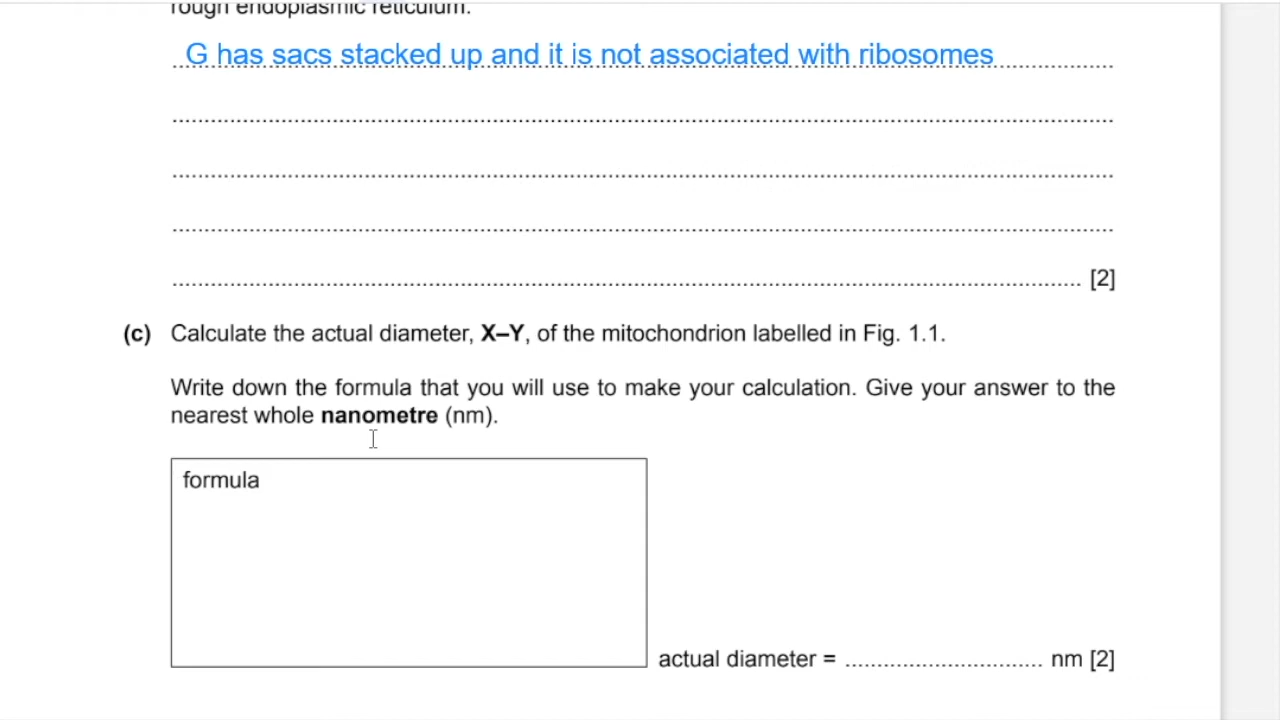 rough endoplasmic reticulum.
G has sacs stacked up and it is not associated with ribosomes
[2]
(c) Calculate the actual diameter, X–Y, of the mitochondrion labelled in Fig. 1.1.
Write down the formula that you will use to make your calculation. Give your answer to the
nearest whole nanometre (nm).
formula
actual diameter = ............................... nm [2]